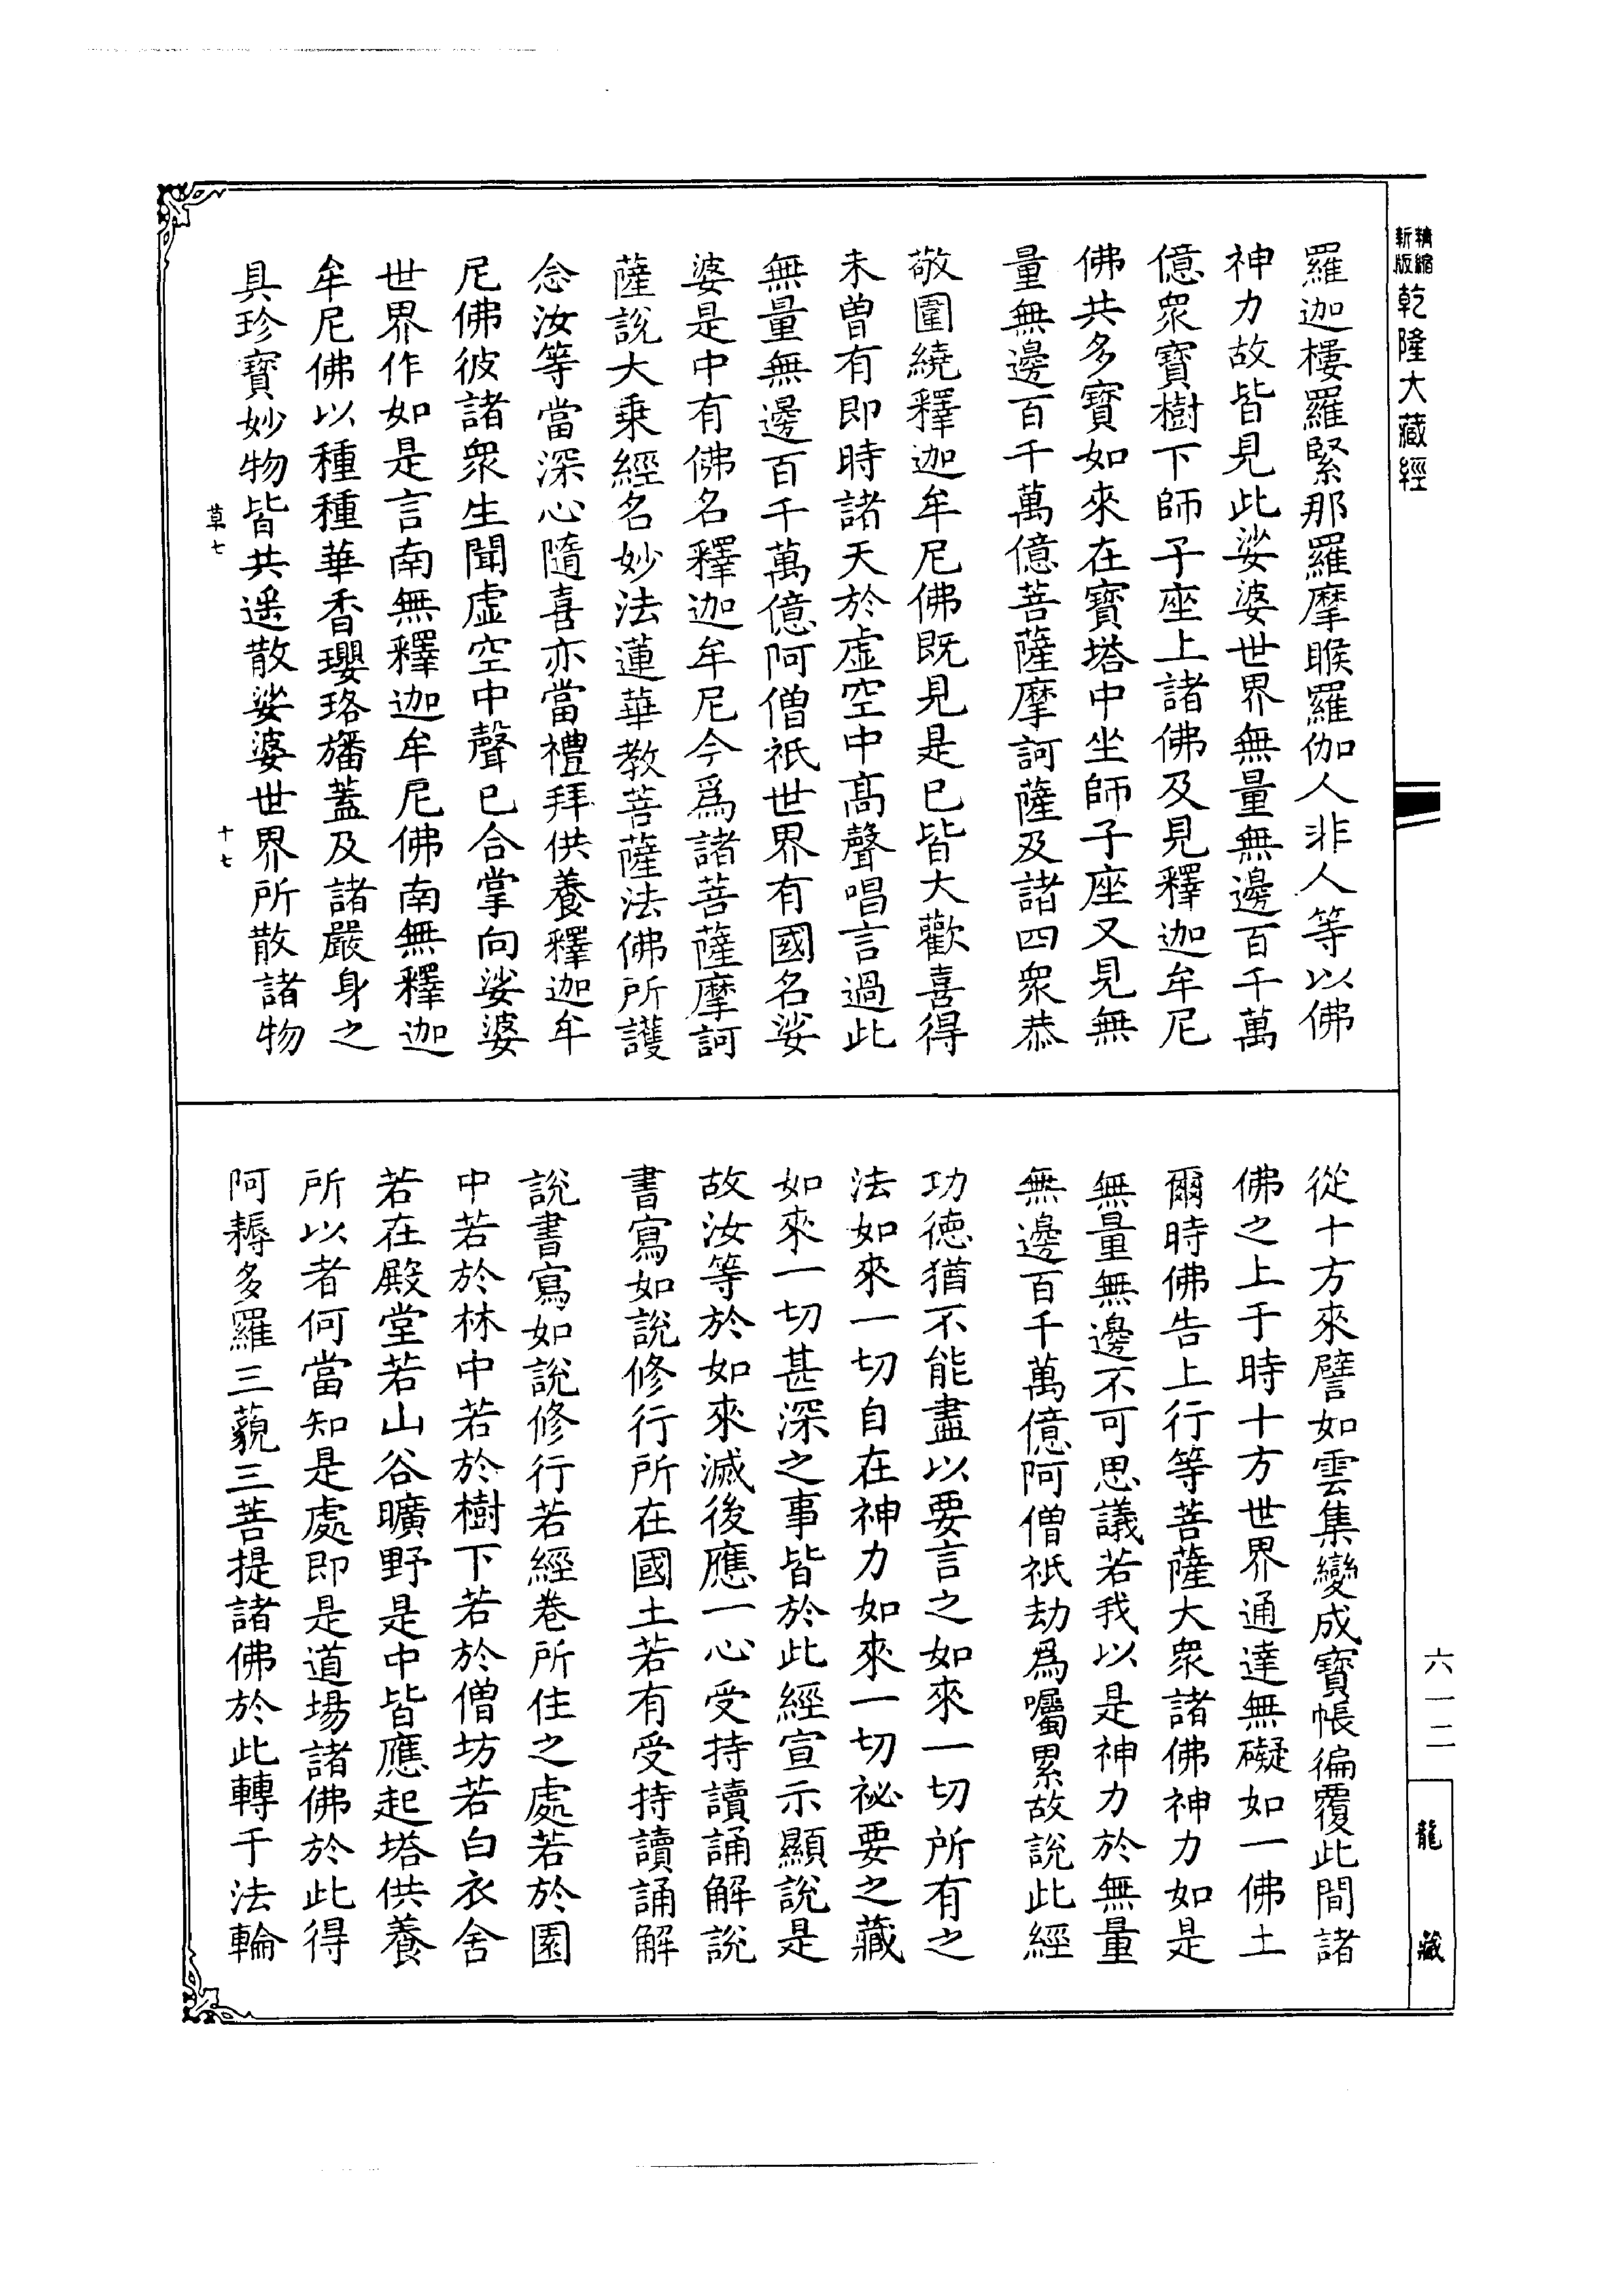 精縮新版乾隆大藏經
羅迦樓羅緊那羅摩睺羅伽人非人等以佛
神力故皆見此娑婆世界無量無邊百千萬
億衆寶樹下師子座上諸佛及見釋迦牟尼
佛共多寶如來在寶塔中坐師子座又見無
量無邊百千萬億菩薩摩訶薩及諸四衆恭
敬圍繞釋迦牟尼佛既見是已皆大歡喜得
未曾有即時諸天於虛空中高聲唱言過此
無量無邊百千萬億阿僧祇世界有國名娑
婆是中有佛名釋迦牟尼今爲諸菩薩摩訶
薩說大乘經名妙法蓮華教菩薩法佛所護
念汝等當深心隨喜亦當禮拜供養釋迦牟
尼佛彼諸衆生聞虛空中聲已合掌向娑婆
世界作如是言南無釋迦牟尼佛南無釋迦
牟尼佛以種種華香瓔珞旛蓋及諸嚴身之
具珍寶妙物皆共遥散娑婆世界所散諸物
草七
十七
六一二
龍藏
從十方來譬如雲集變成寶帳徧覆此間諸
佛之上于時十方世界通達無礙如一佛土
爾時佛告上行等菩薩大衆諸佛神力如是
無量無邊不可思議若我以是神力於無量
無邊百千萬億阿僧祇劫爲囑累故說此經
功德猶不能盡以要言之如來一切所有之
法如來一切自在神力如來一切祕要之藏
如來一切甚深之事皆於此經宣示顯說是
故汝等於如來滅後應一心受持讀誦解說
書寫如說修行所在國土若有受持讀誦解
說書寫如說修行若經卷所住之處若於園
中若於林中若於樹下若於僧坊若白衣舍
若在殿堂若山谷曠野是中皆應起塔供養
所以者何當知是處即是道場諸佛於此得
阿耨多羅三藐三菩提諸佛於此轉于法輪